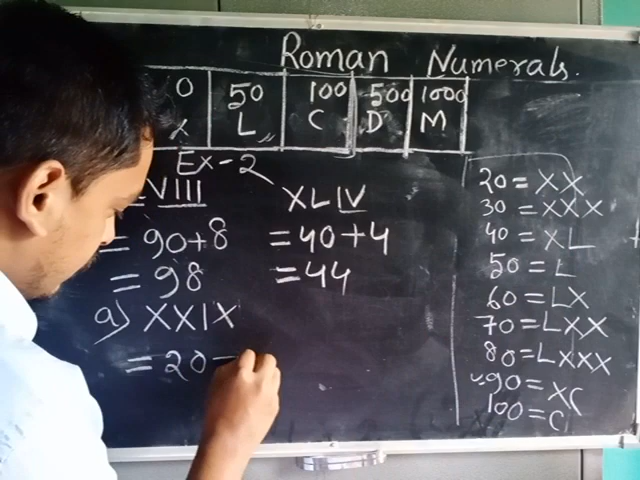 Roman Numerals.
0 50 100 500 1000
X L C D M
Ex-2
VIII
= 90+8
= 98
XLIV
= 40+4
= 44
a) XXIX
= 20
20 = XX
30 = XXX
40 = XL
50 = L
60 = LX
70 = LXX
80 = LXXX
90 = XC
100 = C